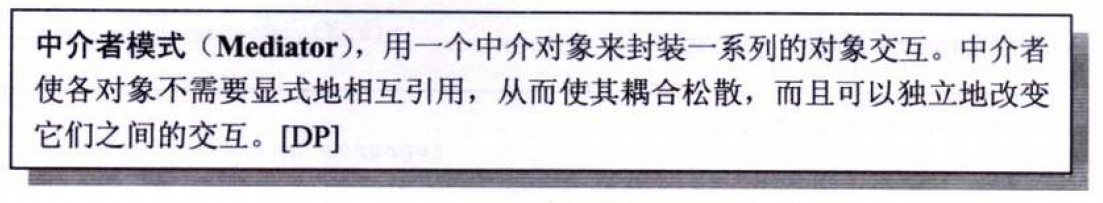 中介者模式（Mediator），用一个中介对象来封装一系列的对象交互。中介者
使各对象不需要显式地相互引用，从而使其耦合松散，而且可以独立地改变
它们之间的交互。[DP]